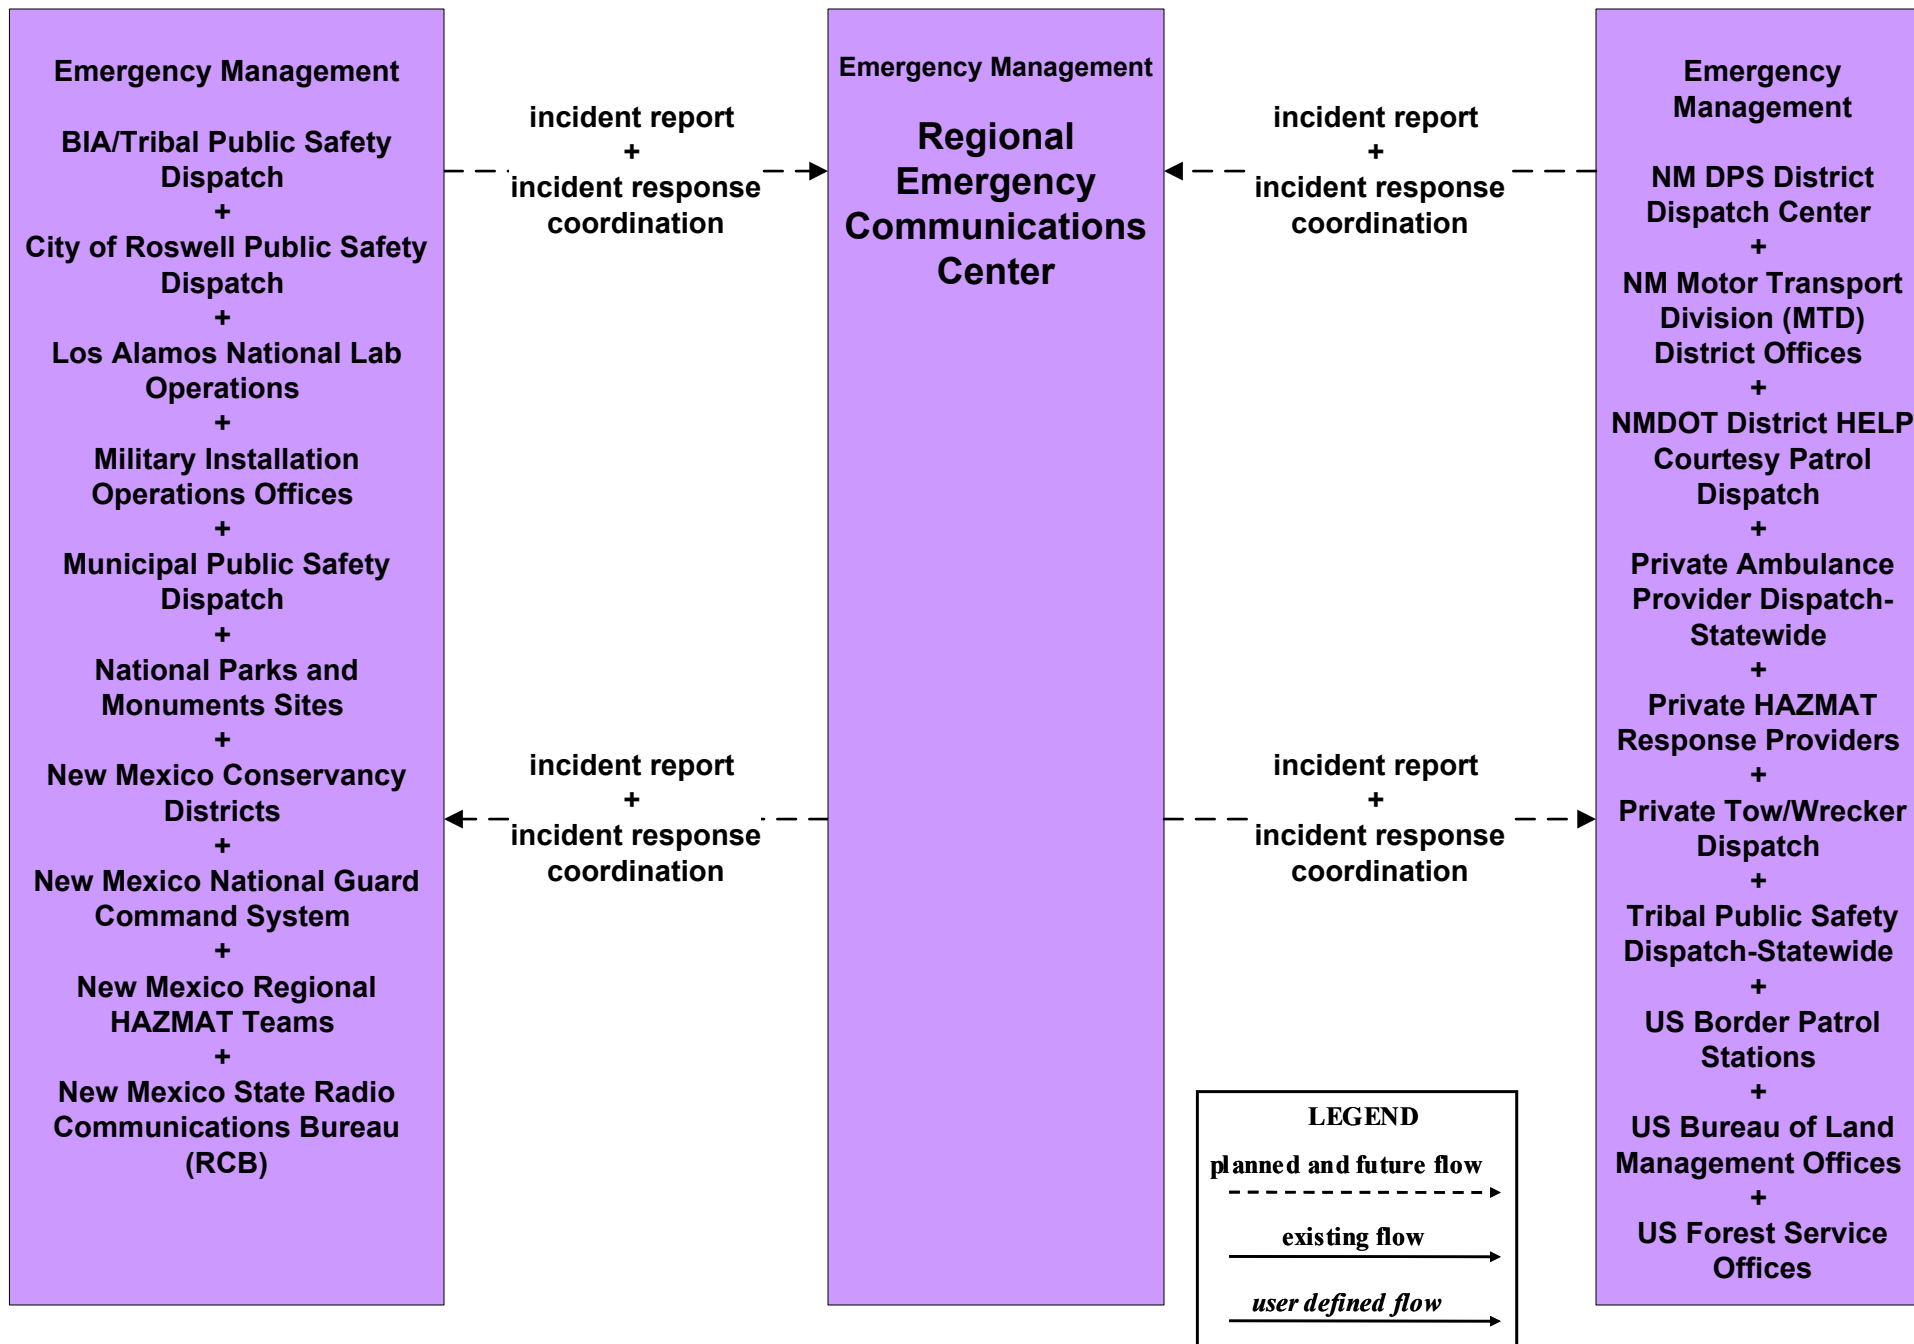 Emergency Management
BIA/Tribal Public Safety
Dispatch
+
City of Roswell Public Safety
Dispatch
+
Los Alamos National Lab
Operations
+
Military Installation
Operations Offices
+
Municipal Public Safety
Dispatch
+
National Parks and
Monuments Sites
+
New Mexico Conservancy
Districts
+
New Mexico National Guard
Command System
+
New Mexico Regional
HAZMAT Teams
+
New Mexico State Radio
Communications Bureau
(RCB)
incident report
+
incident response
coordination
incident report
+
incident response
coordination
Emergency Management
Regional
Emergency
Communications
Center
incident report
+
incident response
coordination
incident report
+
incident response
coordination
Emergency
Management
NM DPS District
Dispatch Center
+
NM Motor Transport
Division (MTD)
District Offices
+
NMDOT District HELP
Courtesy Patrol
Dispatch
+
Private Ambulance
Provider Dispatch-
Statewide
+
Private HAZMAT
Response Providers
+
Private Tow/Wrecker
Dispatch
+
Tribal Public Safety
Dispatch-Statewide
+
US Border Patrol
Stations
+
US Bureau of Land
Management Offices
+
US Forest Service
Offices
LEGEND
planned and future flow
existing flow
user defined flow